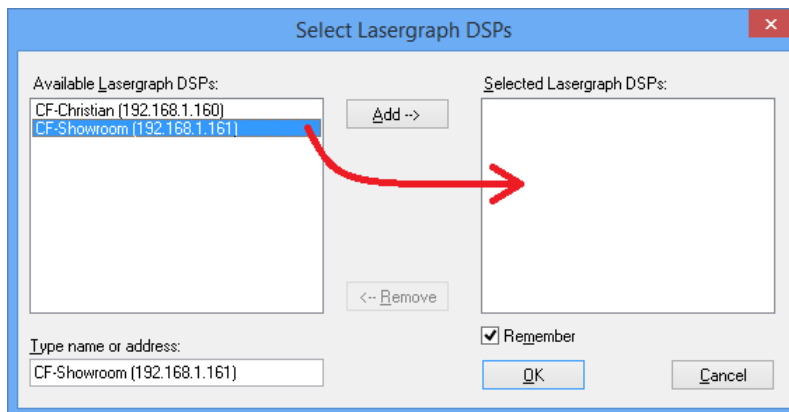 Select Lasergraph DSPs
Available Lasergraph DSPs:
CF-Christian (192.168.1.160)
CF-Showroom (192.168.1.161)
Add -->
Selected Lasergraph DSPs:
<-- Remove
Type name or address:
CF-Showroom (192.168.1.161)
Remember
OK
Cancel